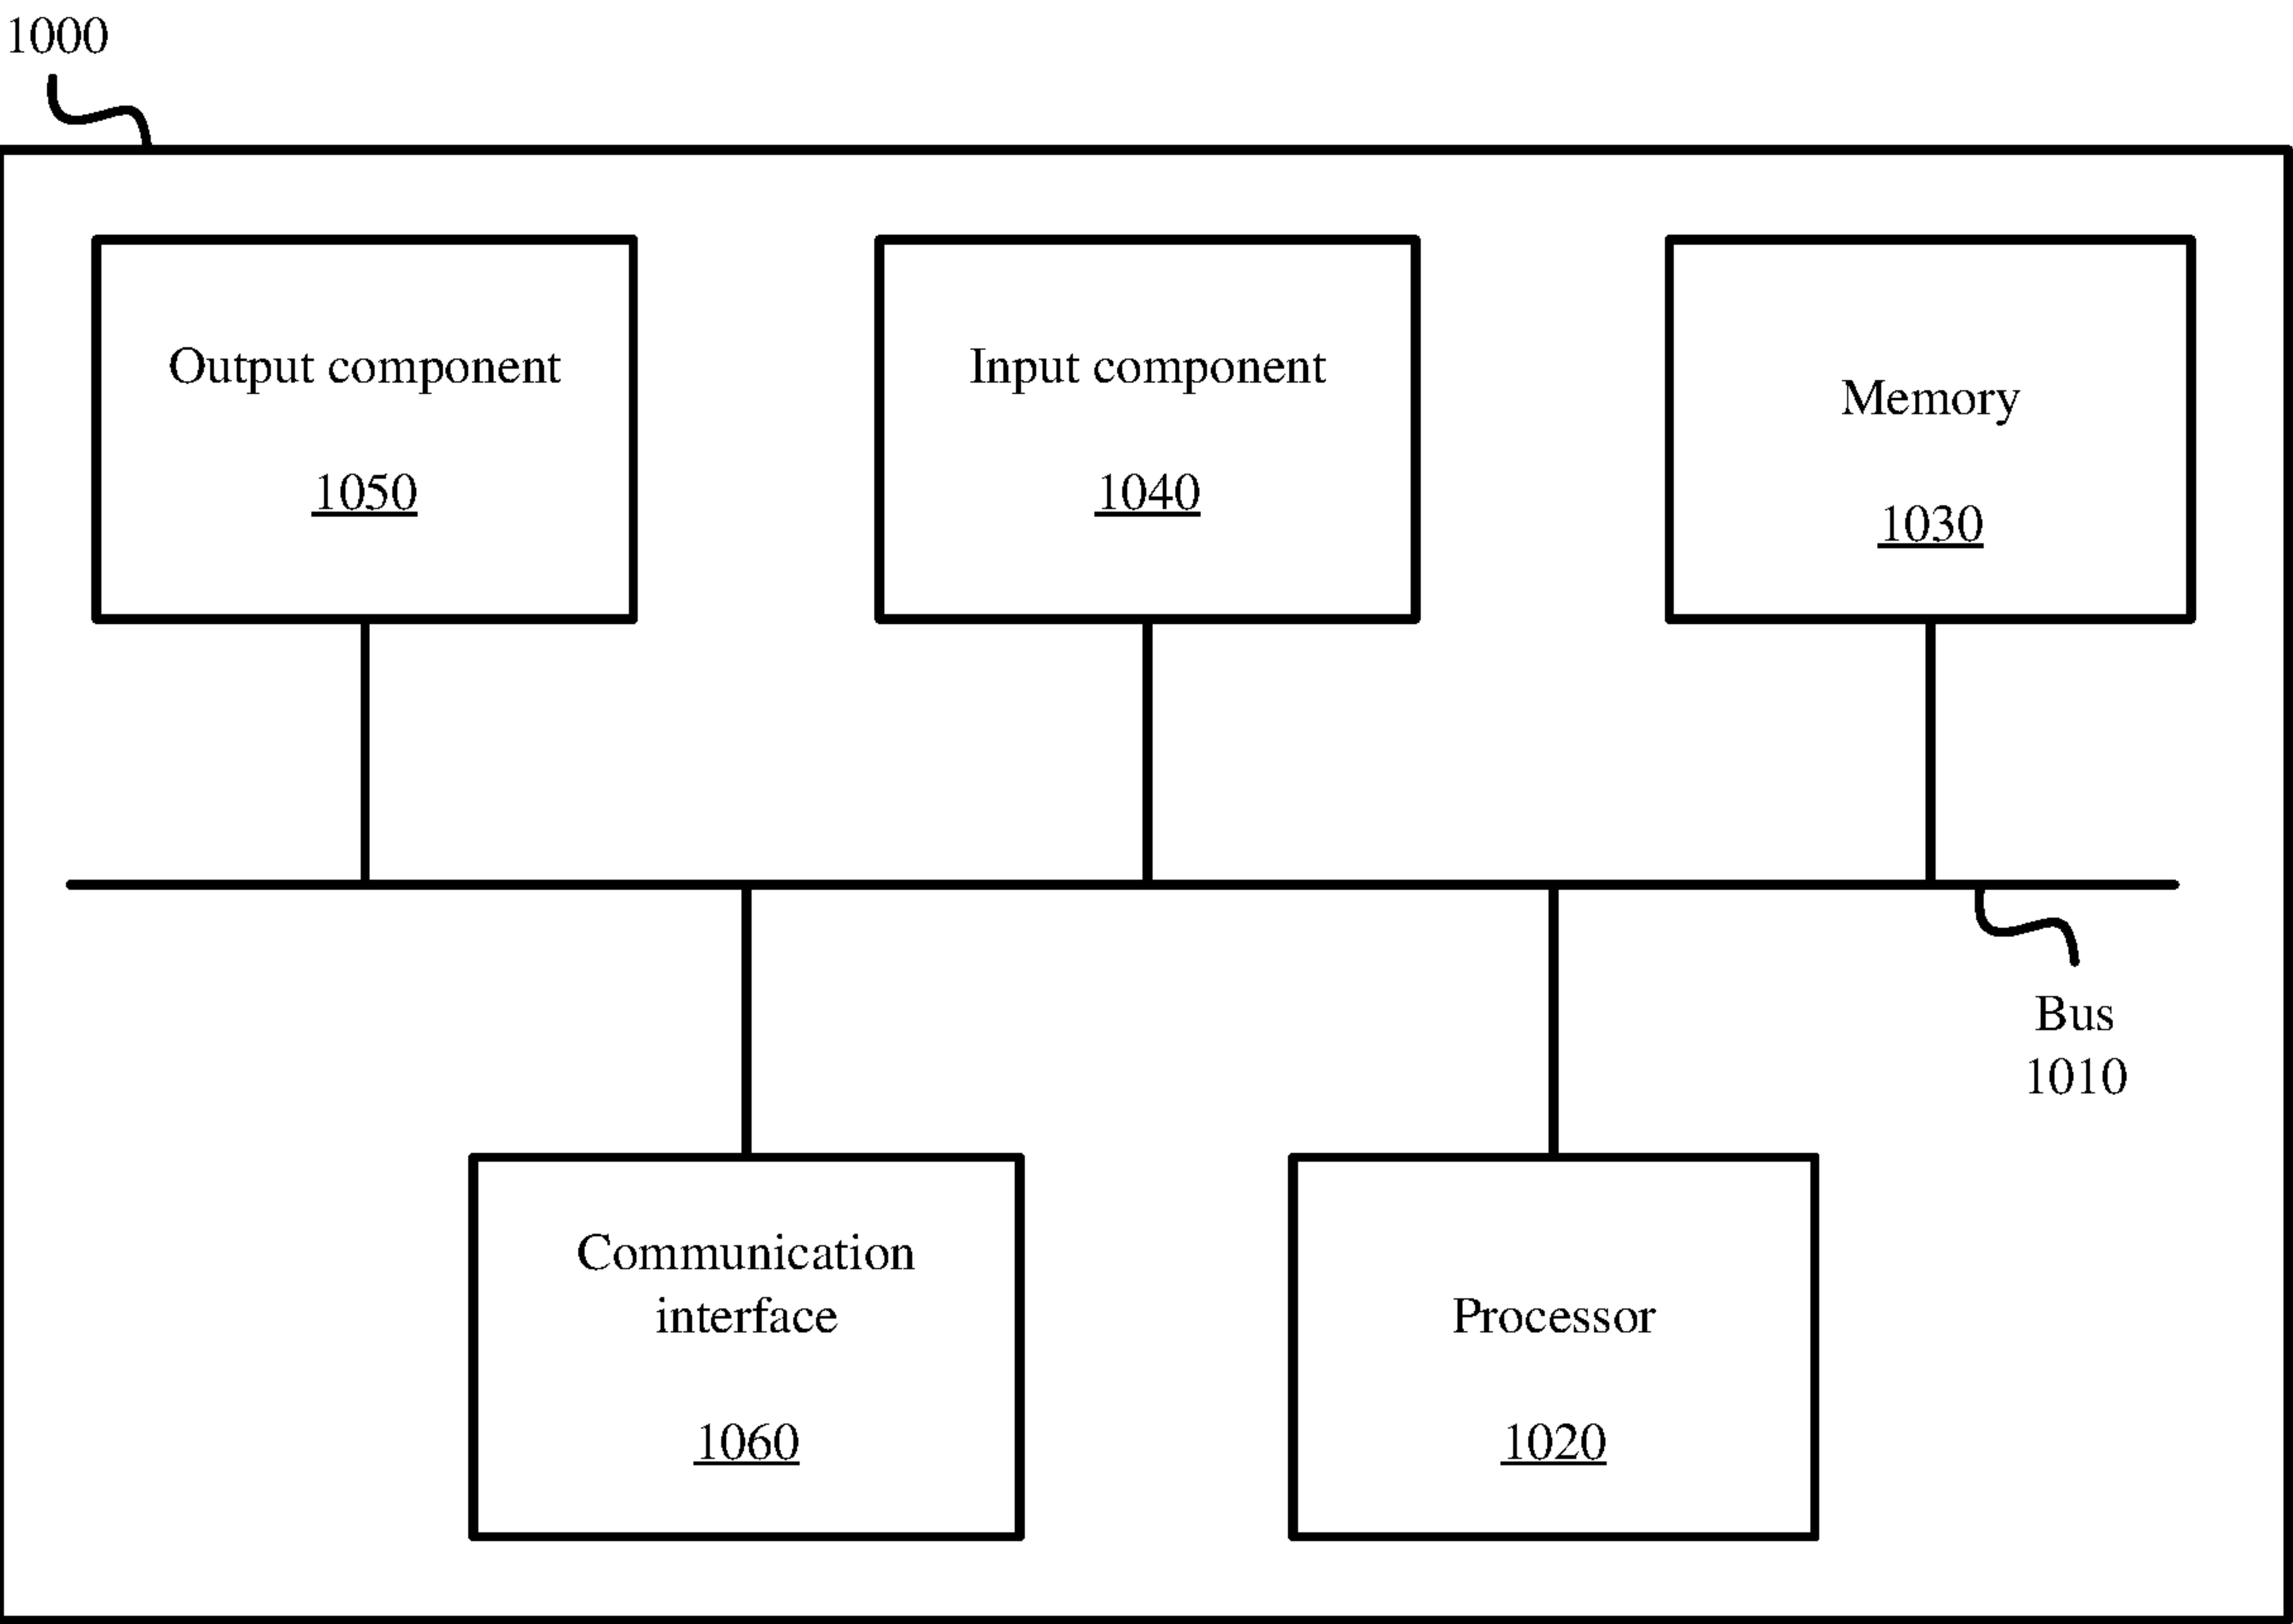 1000
Output component
1050
Input component
1040
Memory
1030
Bus
1010
Communication
interface
1060
Processor
1020